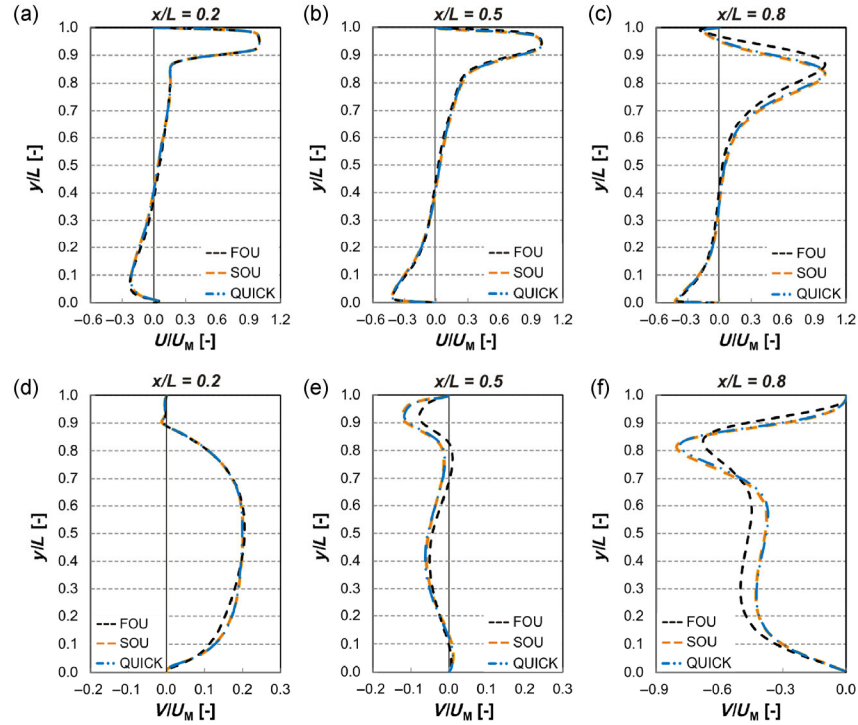 (a) x/L = 0.2
1.0
0.9
0.8
0.7
0.6
0.5
0.4
0.3
0.2
0.1
0.0
y/L [-]
FOU
SOU
QUICK
−0.6 −0.3 0.0 0.3 0.6 0.9 1.2
U/UM [-]
(b) x/L = 0.5
1.0
0.9
0.8
0.7
0.6
0.5
0.4
0.3
0.2
0.1
0.0
y/L [-]
FOU
SOU
QUICK
−0.6 −0.3 0.0 0.3 0.6 0.9 1.2
U/UM [-]
(c) x/L = 0.8
1.0
0.9
0.8
0.7
0.6
0.5
0.4
0.3
0.2
0.1
0.0
y/L [-]
FOU
SOU
QUICK
−0.6 −0.3 0.0 0.3 0.6 0.9 1.2
U/UM [-]
(d) x/L = 0.2
1.0
0.9
0.8
0.7
0.6
0.5
0.4
0.3
0.2
0.1
0.0
y/L [-]
FOU
SOU
QUICK
−0.2 −0.1 0.0 0.1 0.2 0.3
V/UM [-]
(e) x/L = 0.5
1.0
0.9
0.8
0.7
0.6
0.5
0.4
0.3
0.2
0.1
0.0
y/L [-]
FOU
SOU
QUICK
−0.2 −0.1 0.0 0.1 0.2 0.3
V/UM [-]
(f) x/L = 0.8
1.0
0.9
0.8
0.7
0.6
0.5
0.4
0.3
0.2
0.1
0.0
y/L [-]
FOU
SOU
QUICK
−0.9 −0.6 −0.3 0.0
V/UM [-]